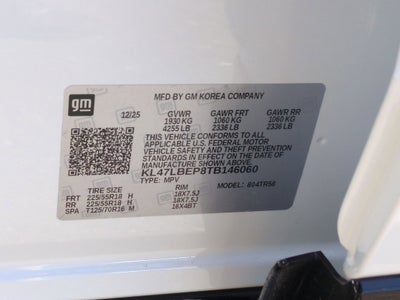 gm
MFD BY GM KOREA COMPANY
12/25 GVWR GAWR FRT GAWR RR
1930 KG 1060 KG 1060 KG
4255 LB 2336 LB 2336 LB
THIS VEHICLE CONFORMS TO ALL
APPLICABLE U.S. FEDERAL MOTOR
VEHICLE SAFETY, BUMPER, AND THEFT
PREVENTION STANDARDS IN EFFECT ON
THE DATE OF MANUFACTURE SHOWN ABOVE.
KL47LBEP8TB146060
TYPE: MPV MODEL:
TIRE SIZE RIM
FRT 225/55R18 H 18X7.5J
RR 225/55R18 H 18X7.5J
SPA T125/70R16 M 16X4BT